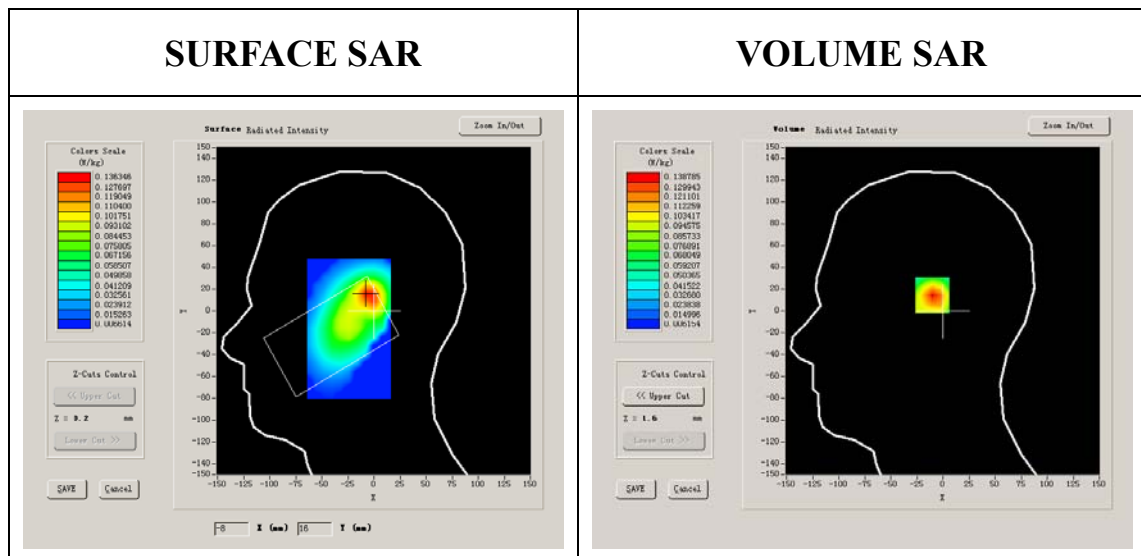 SURFACE SAR
VOLUME SAR
Surface Radiated Intensity
Zoom In/Out
Colors Scale
(W/kg)
0.136346
0.127697
0.119049
0.110400
0.101751
0.093102
0.084453
0.075805
0.067156
0.058507
0.049858
0.041209
0.032561
0.023912
0.015263
0.006614
150
140
120
100
80
60
40
20
0
-20
-40
-60
-80
-100
-120
-140
-150
Y
-150 -125 -100 -75 -50 -25 0 25 50 75 100 125 150
X
Z-Cuts Control
<< Upper Cut
Z = 3.2 mm
Lower Cut >>
SAVE
Cancel
-8 X (mm) 16 Y (mm)
Volume Radiated Intensity
Zoom In/Out
Colors Scale
(W/kg)
0.138785
0.129943
0.121101
0.112259
0.103417
0.094575
0.085733
0.076891
0.068049
0.059207
0.050365
0.041522
0.032680
0.023838
0.014996
0.006154
150
140
120
100
80
60
40
20
0
-20
-40
-60
-80
-100
-120
-140
-150
Y
-150 -125 -100 -75 -50 -25 0 25 50 75 100 125 150
X
Z-Cuts Control
<< Upper Cut
Z = 1.6 mm
Lower Cut >>
SAVE
Cancel